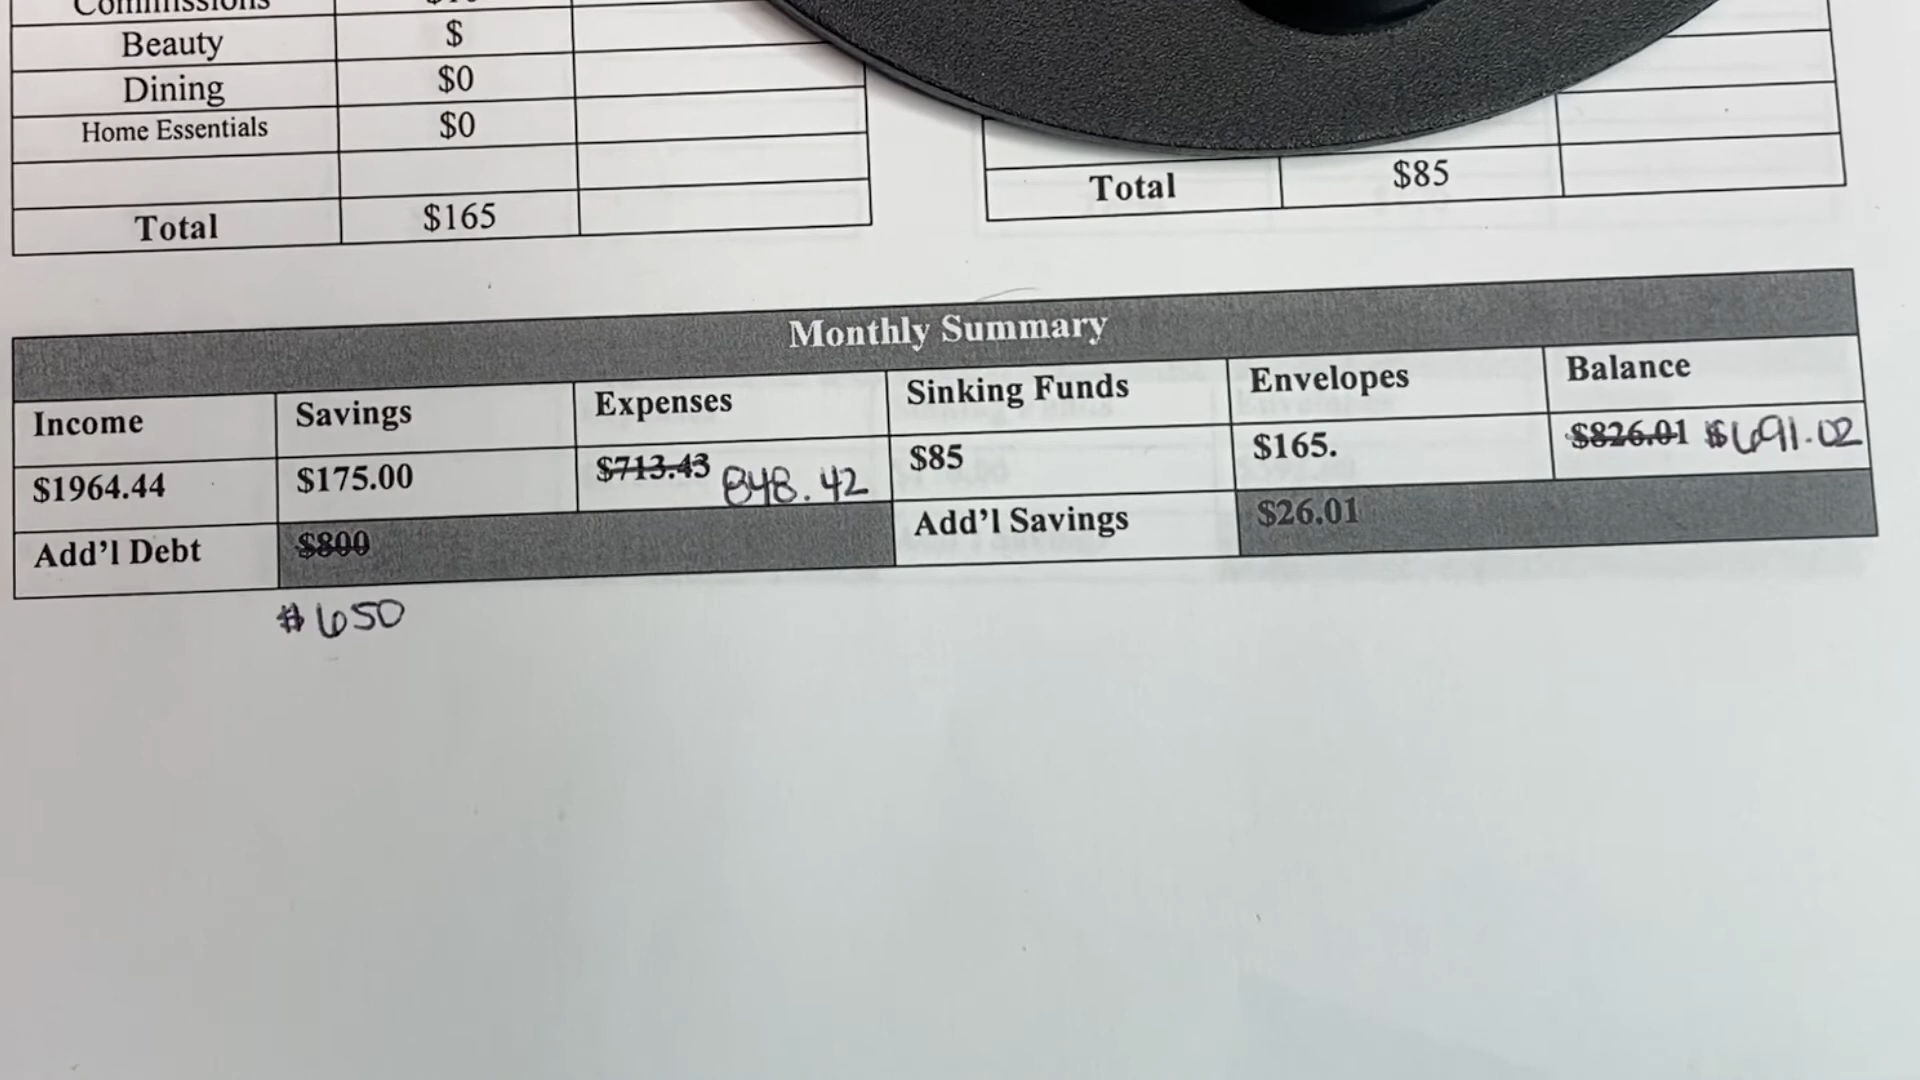 Commissions
Beauty $
Dining $0
Home Essentials $0
Total $165
Total $85
Monthly Summary
Income Savings Expenses Sinking Funds Envelopes Balance
$1964.44 $175.00 $713.43 848.42 $85 $165. $826.01 $691.02
Add'l Debt $800 Add'l Savings $26.01
$650